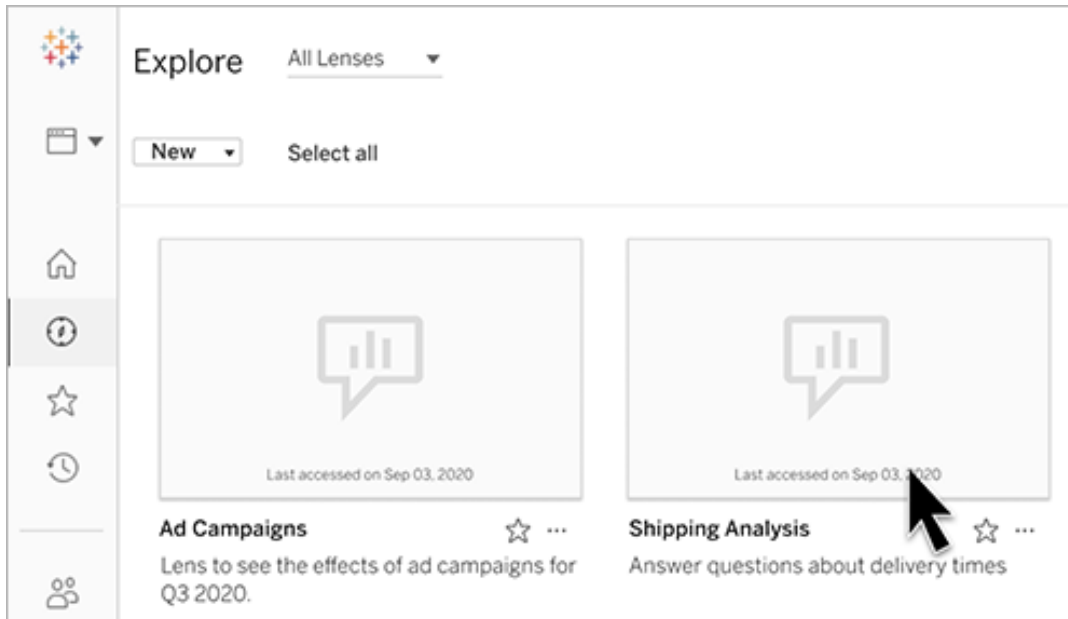 Explore
All Lenses
New
Select all
Last accessed on Sep 03, 2020
Last accessed on Sep 03, 2020
Ad Campaigns
Shipping Analysis
Lens to see the effects of ad campaigns for
Q3 2020.
Answer questions about delivery times